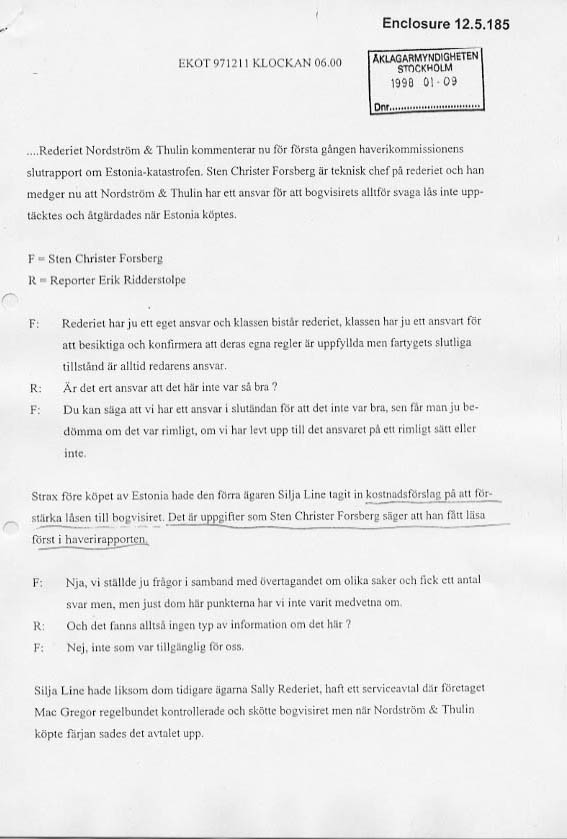 Enclosure 12.5.185
EKOT 971211 KLOCKAN 06.00
ÅKLAGARMYNDIGHETEN
STOCKHOLM
1998 01-09
Dnr..............................
....Rederiet Nordström & Thulin kommenterar nu för första gången haverikommissionens
slutrapport om Estonia-katastrofen. Sten Christer Forsberg är teknisk chef på rederiet och han
medger nu att Nordström & Thulin har ett ansvar för att bogvisirets alltför svaga lås inte upp-
täcktes och åtgärdades när Estonia köptes.
F = Sten Christer Forsberg
R = Reporter Erik Ridderstolpe
F: Rederiet har ju ett eget ansvar och klassen bistår rederiet, klassen har ju ett ansvart för
att besiktiga och konfirmera att deras egna regler är uppfyllda men fartygets slutliga
tillstånd är alltid redarens ansvar.
R: Är det ert ansvar att det här inte var så bra ?
F: Du kan säga att vi har ett ansvar i slutändan för att det inte var bra, sen får man ju be-
dömma om det var rimligt, om vi har levt upp till det ansvaret på ett rimligt sätt eller
inte.
Strax före köpet av Estonia hade den förra ägaren Silja Line tagit in kostnadsförslag på att för-
stärka låsen till bogvisiret. Det är uppgifter som Sten Christer Forsberg säger att han fått läsa
först i haverirapporten.
F: Nja, vi ställde ju frågor i samband med övertagandet om olika saker och fick ett antal
svar men, men just dom här punkterna har vi inte varit medvetna om.
R: Och det fanns alltså ingen typ av information om det här ?
F: Nej, inte som var tillgänglig för oss.
Silja Line hade liksom dom tidigare ägarna Sally Rederiet, haft ett serviceavtal där företaget
Mac Gregor regelbundet kontrollerade och skötte bogvisiret men när Nordström & Thulin
köpte färjan sades det avtalet upp.